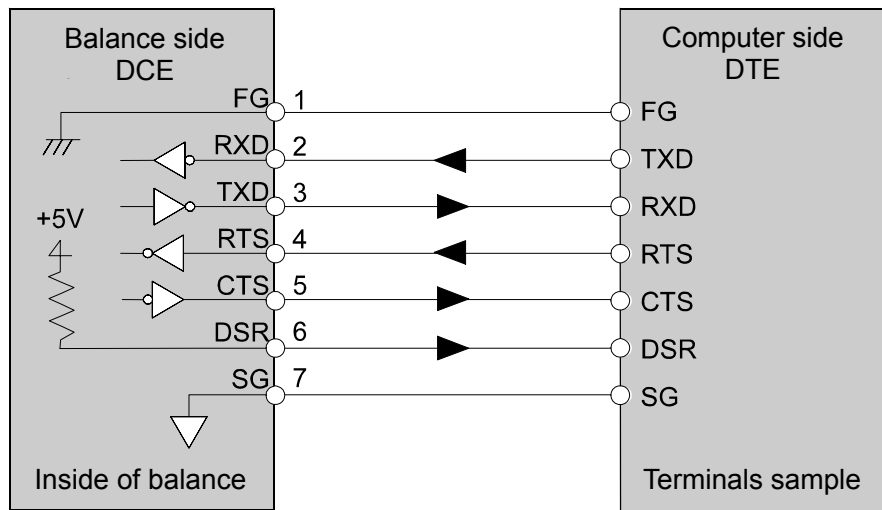 Balance side
DCE
Computer side
DTE
FG 1 FG
RXD 2 TXD
TXD 3 RXD
+5V
RTS 4 RTS
CTS 5 CTS
DSR 6 DSR
SG 7 SG
Inside of balance
Terminals sample